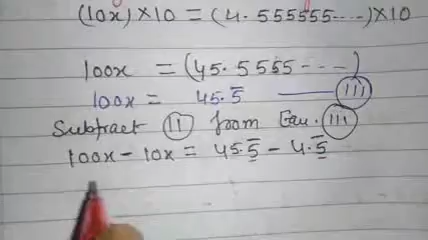 (10x) × 10 = (4.555555---) × 10
100x = (45.5555---)
100x = 45.5̅ —— (III)
Subtract (II) from Equ. (III)
100x - 10x = 45.5̅ - 4.5̅